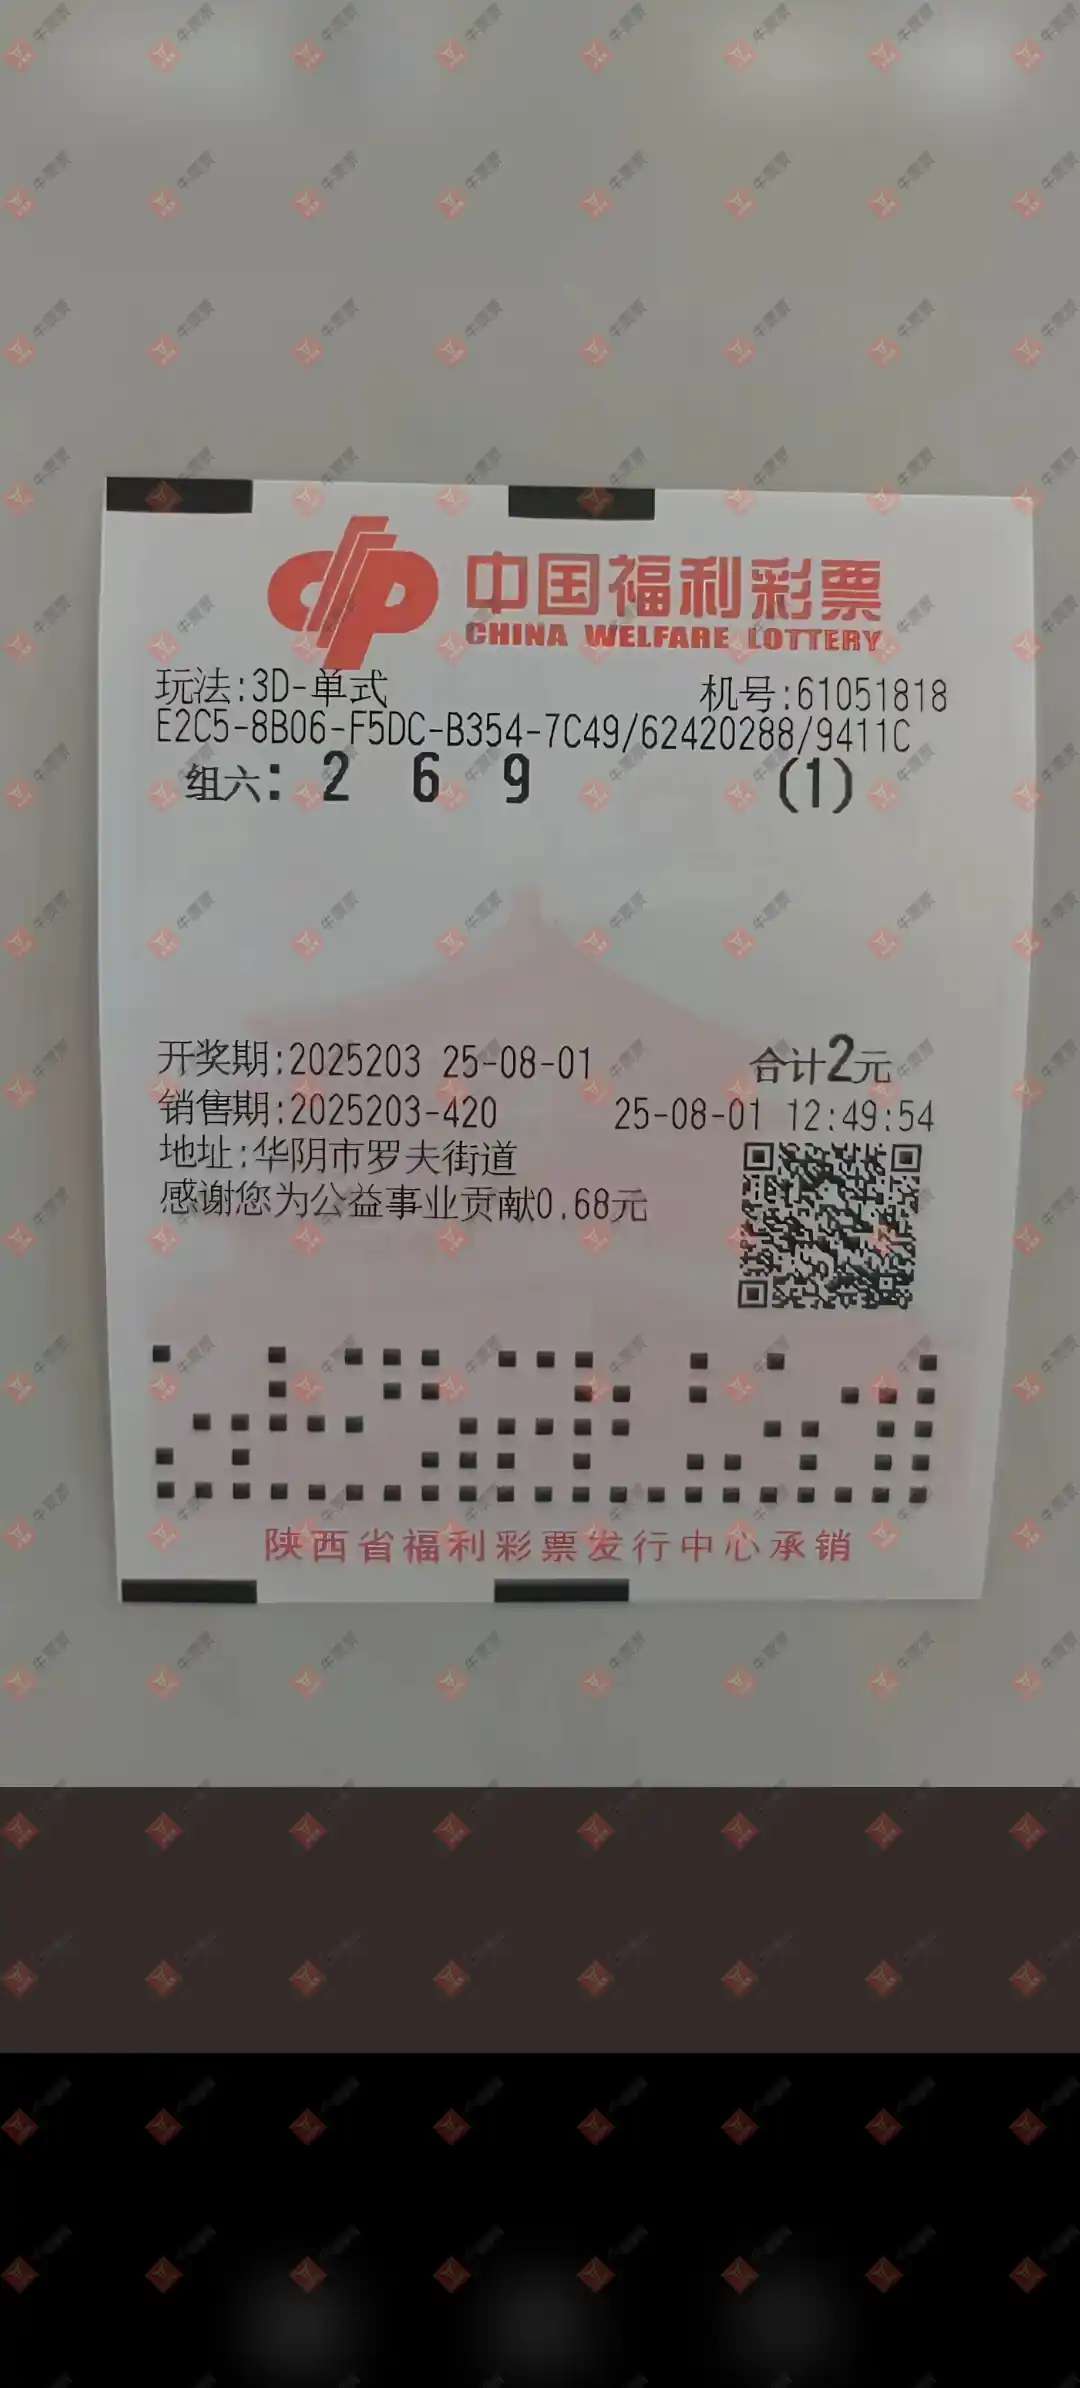 中国福利彩票
CHINA WELFARE LOTTERY
玩法:3D-单式 机号:61051818
E2C5-8B06-F5DC-B354-7C49/62420288/9411C
组六: 2 6 9 (1)
开奖期:2025203 25-08-01 合计2元
销售期:2025203-420 25-08-01 12:49:54
地址:华阴市罗夫街道
感谢您为公益事业贡献0.68元
陕西省福利彩票发行中心承销